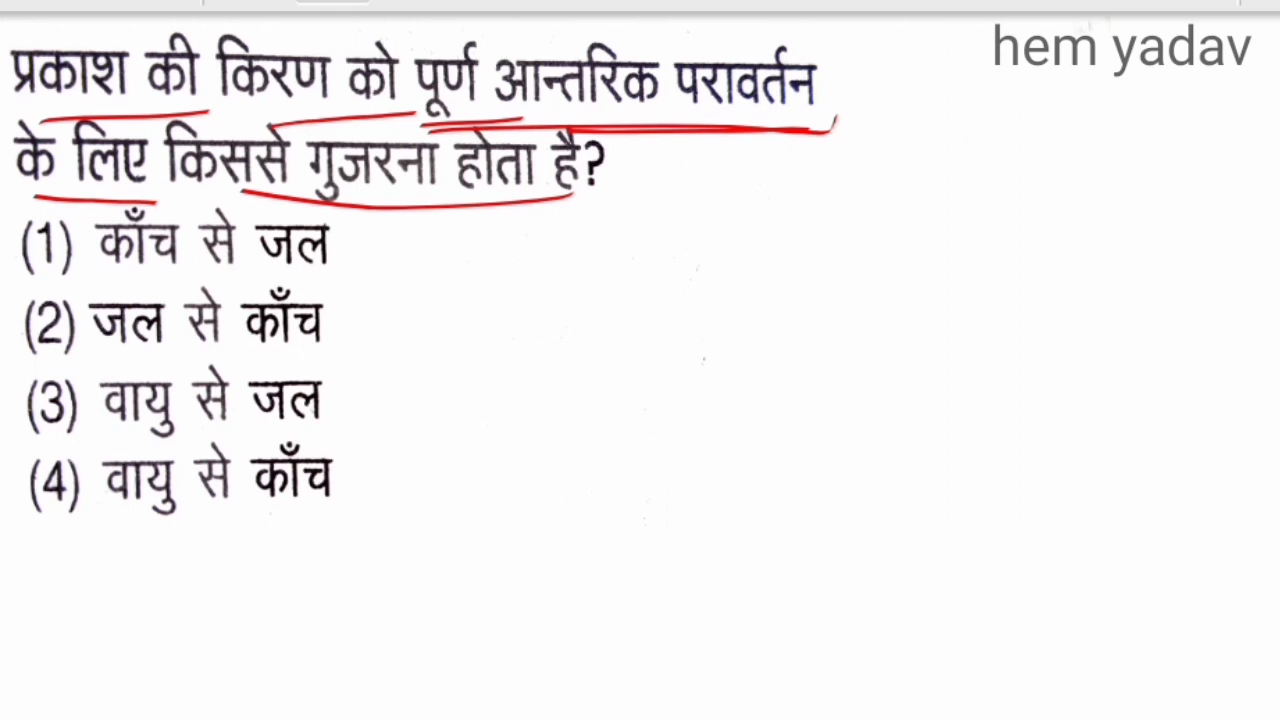 hem yadav
प्रकाश की किरण को पूर्ण आन्तरिक परावर्तन
के लिए किससे गुजरना होता है?
(1) काँच से जल
(2) जल से काँच
(3) वायु से जल
(4) वायु से काँच